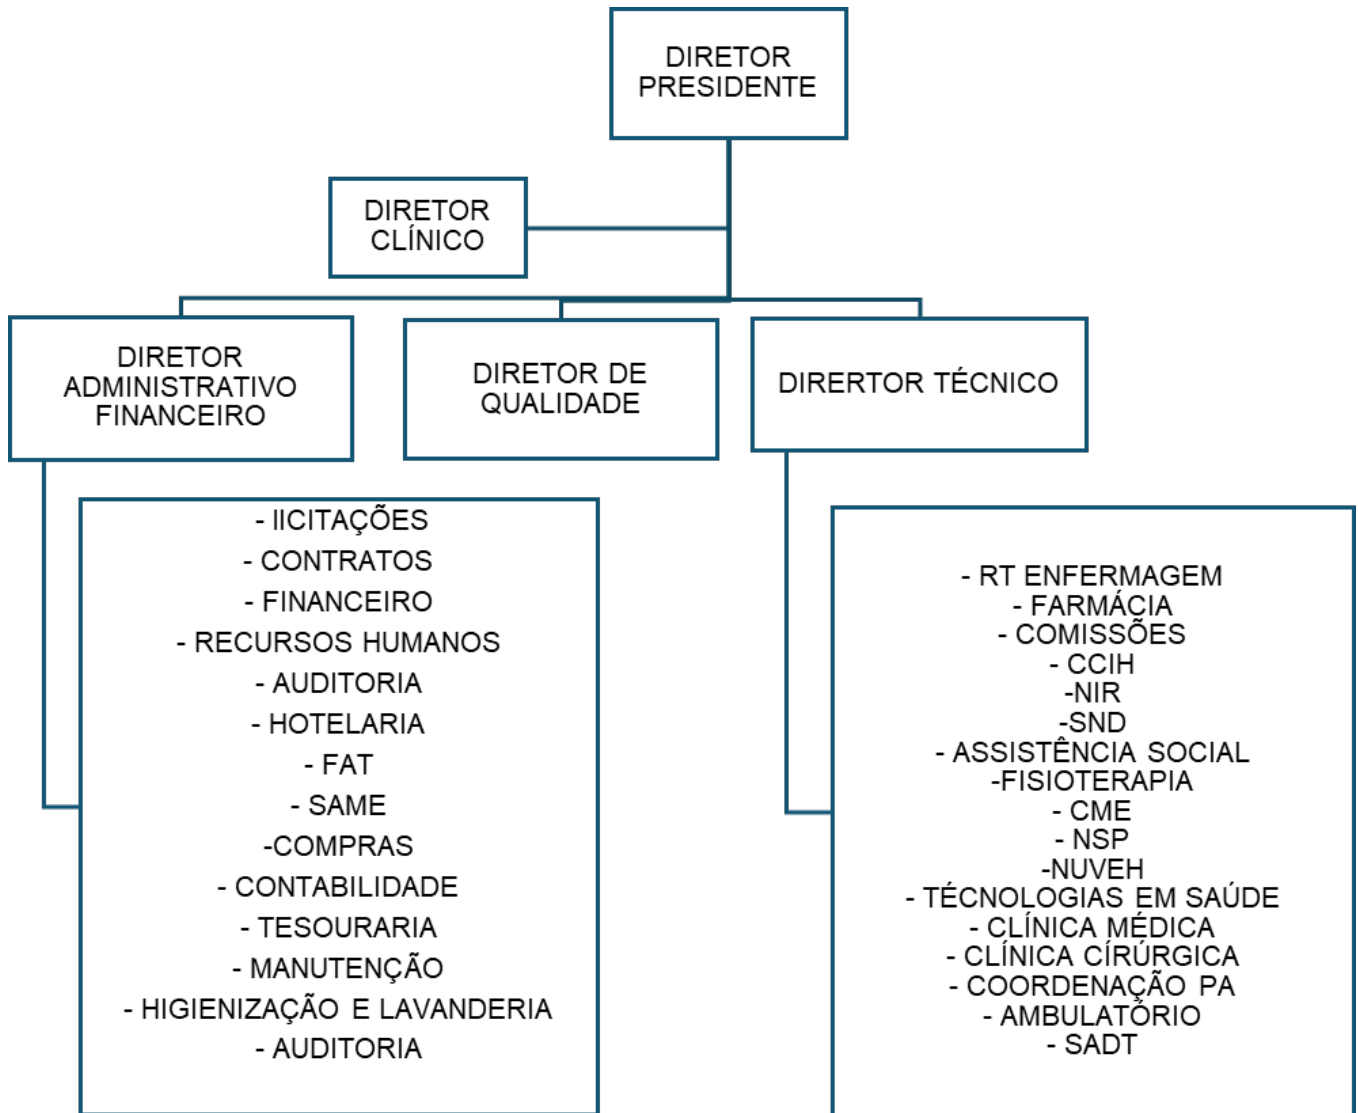 DIRETOR
PRESIDENTE
DIRETOR
CLÍNICO
DIRETOR
ADMINISTRATIVO
FINANCEIRO
DIRETOR DE
QUALIDADE
DIRERTOR TÉCNICO
- IICITAÇÕES
- CONTRATOS
- FINANCEIRO
- RECURSOS HUMANOS
- AUDITORIA
- HOTELARIA
- FAT
- SAME
-COMPRAS
- CONTABILIDADE
- TESOURARIA
- MANUTENÇÃO
- HIGIENIZAÇÃO E LAVANDERIA
- AUDITORIA
- RT ENFERMAGEM
- FARMÁCIA
- COMISSÕES
- CCIH
-NIR
-SND
- ASSISTÊNCIA SOCIAL
-FISIOTERAPIA
- CME
- NSP
-NUVEH
- TÉCNOLOGIAS EM SAÚDE
- CLÍNICA MÉDICA
- CLÍNICA CÍRÚRGICA
- COORDENAÇÃO PA
- AMBULATÓRIO
- SADT